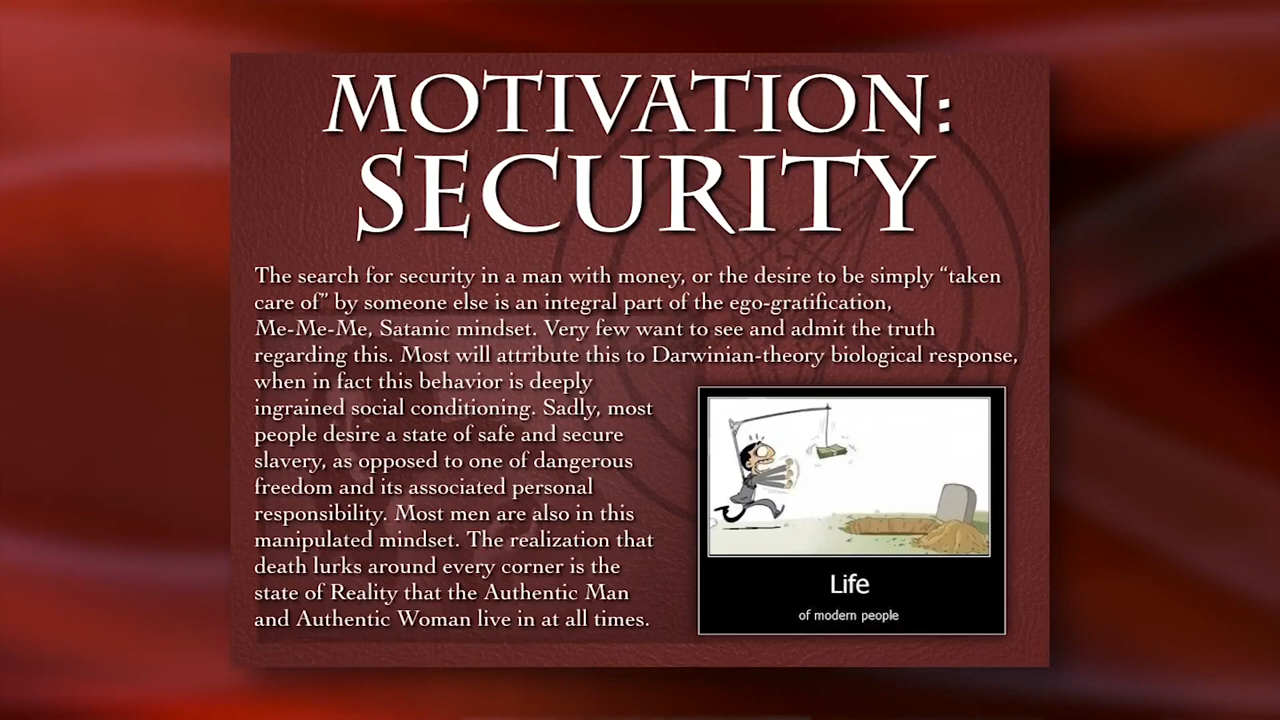 MOTIVATION:
SECURITY
The search for security in a man with money, or the desire to be simply “taken
care of” by someone else is an integral part of the ego-gratification,
Me-Me-Me, Satanic mindset. Very few want to see and admit the truth
regarding this. Most will attribute this to Darwinian-theory biological response,
when in fact this behavior is deeply
ingrained social conditioning. Sadly, most
people desire a state of safe and secure
slavery, as opposed to one of dangerous
freedom and its associated personal
responsibility. Most men are also in this
manipulated mindset. The realization that
death lurks around every corner is the
state of Reality that the Authentic Man
and Authentic Woman live in at all times.
Life
of modern people